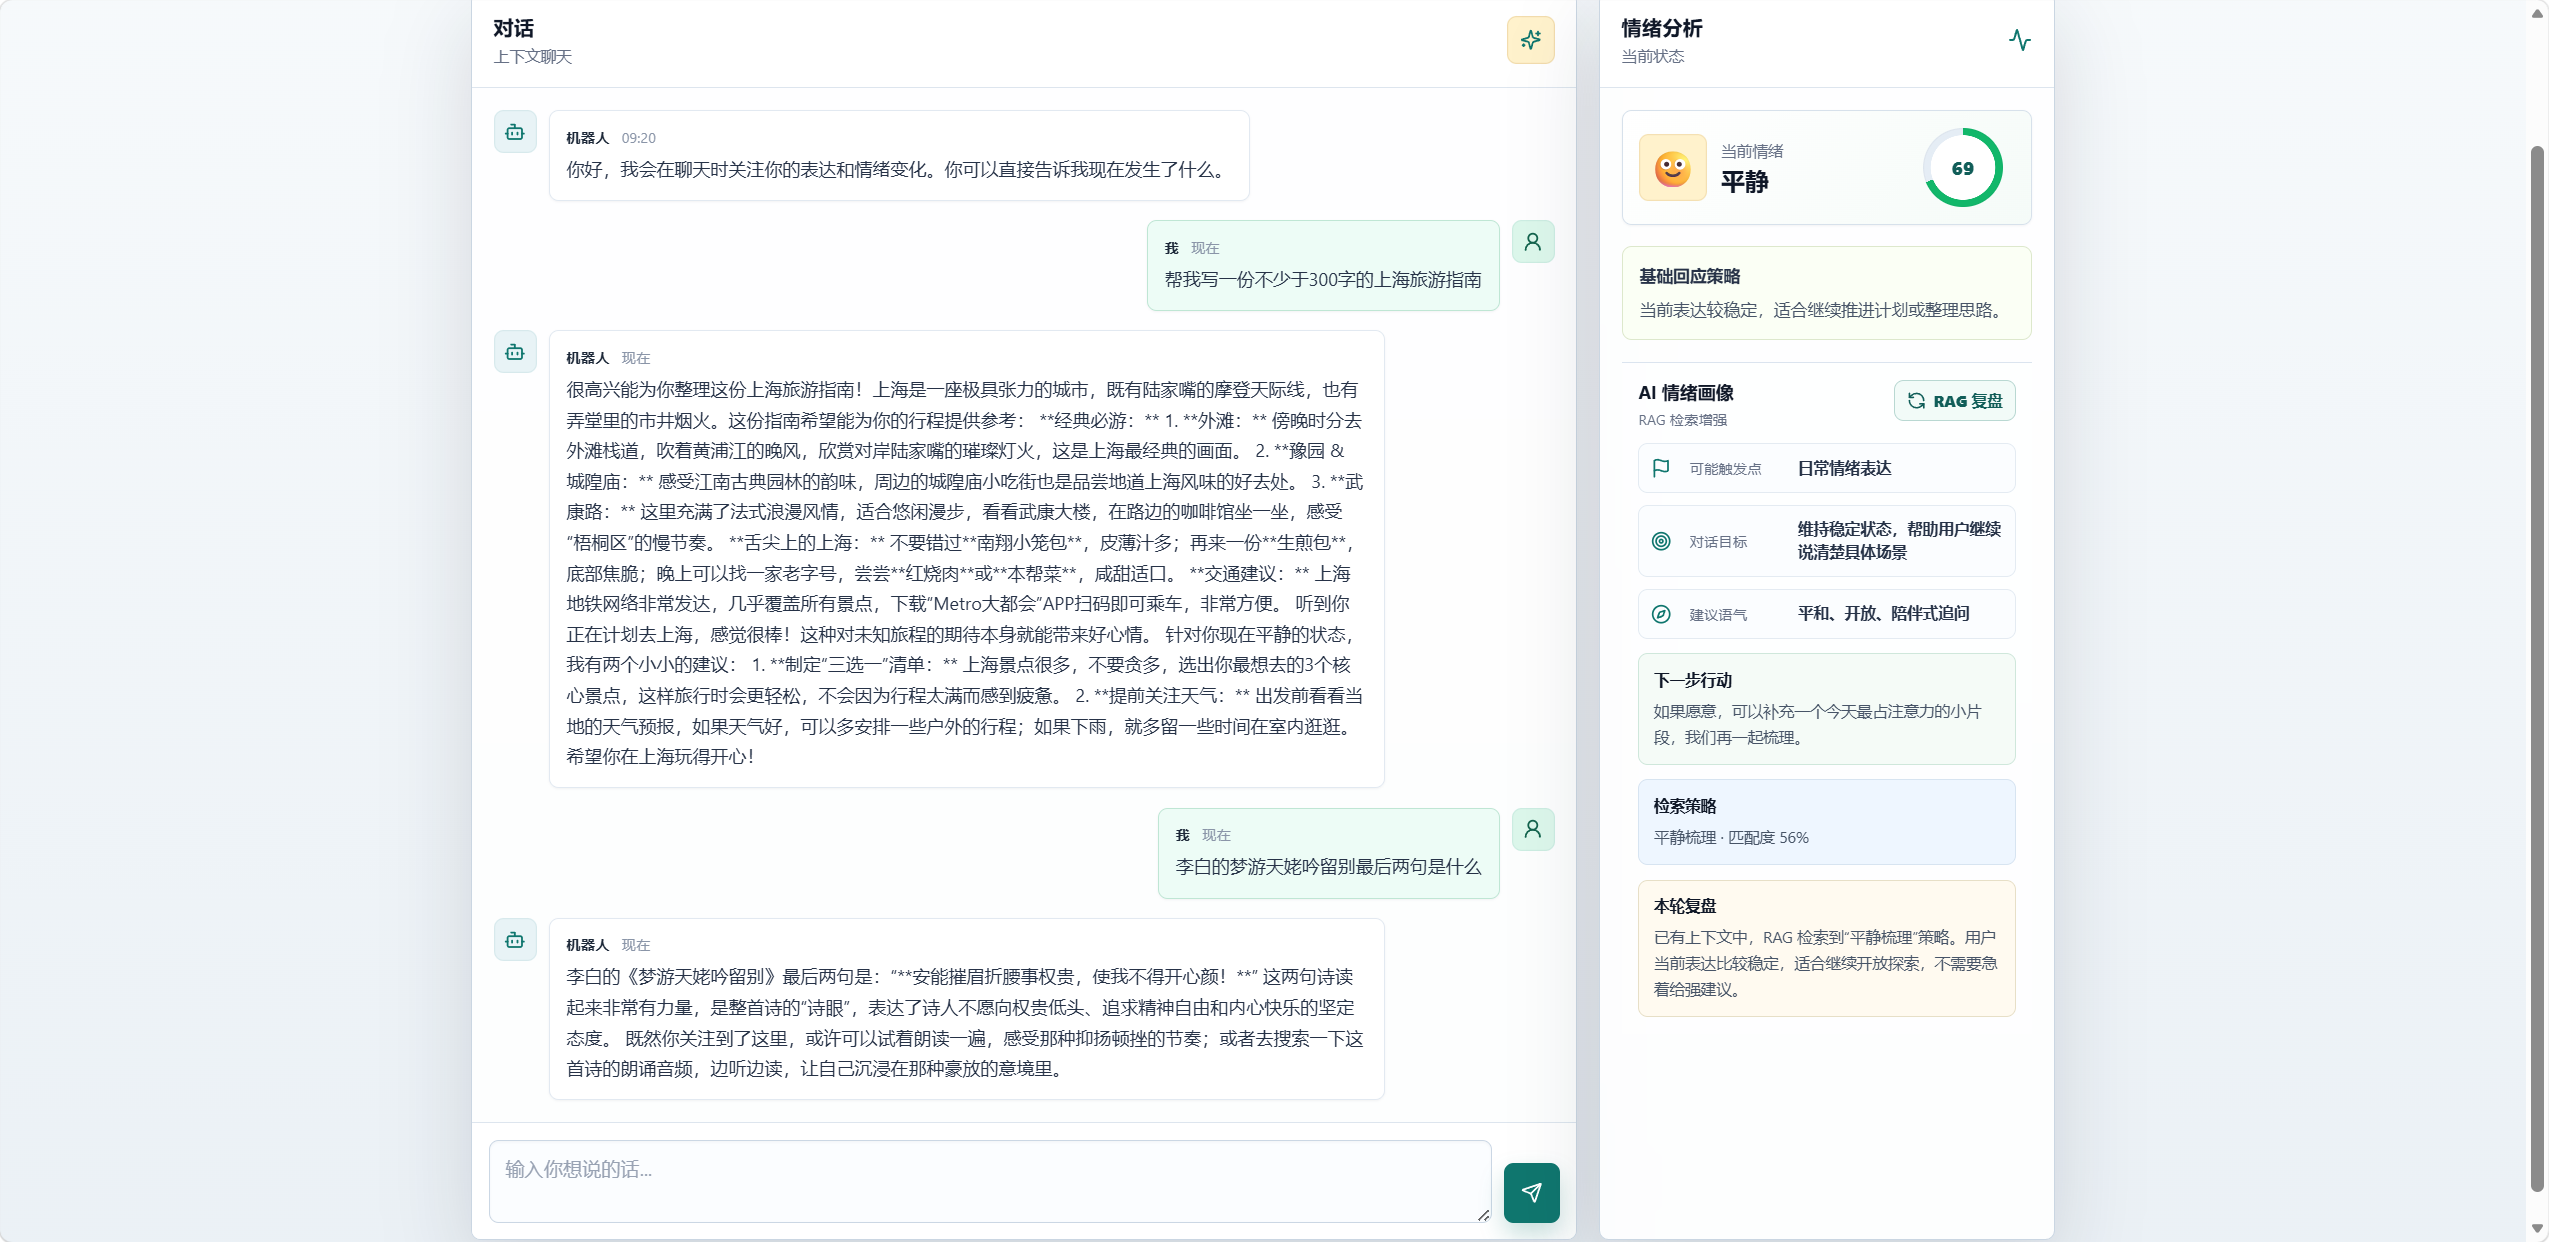 对话
上下文聊天
机器人 09:20
你好，我会在聊天时关注你的表达和情绪变化。你可以直接告诉我现在发生了什么。
我 现在
帮我写一份不少于300字的上海旅游指南
机器人 现在
很高兴能为你整理这份上海旅游指南！上海是一座极具张力的城市，既有陆家嘴的摩登天际线，也有
弄堂里的市井烟火。这份指南希望能为你的行程提供参考： **经典必游：** 1. **外滩：** 傍晚时分去
外滩栈道，吹着黄浦江的晚风，欣赏对岸陆家嘴的璀璨灯火，这是上海最经典的画面。 2. **豫园 &
城隍庙：** 感受江南古典园林的韵味，周边的城隍庙小吃街也是品尝地道上海风味的好去处。 3. **武
康路：** 这里充满了法式浪漫风情，适合悠闲漫步，看看武康大楼，在路边的咖啡馆坐一坐，感受
“梧桐区”的慢节奏。 **舌尖上的上海：** 不要错过**南翔小笼包**，皮薄汁多；再来一份**生煎包**，
底部焦脆；晚上可以找一家老字号，尝尝**红烧肉**或**本帮菜**，咸甜适口。 **交通建议：** 上海
地铁网络非常发达，几乎覆盖所有景点，下载“Metro大都会”APP扫码即可乘车，非常方便。 听到你
正在计划去上海，感觉很棒！这种对未知旅程的期待本身就能带来好心情。 针对你现在平静的状态，
我有两个小小的建议： 1. **制定“三选一”清单：** 上海景点很多，不要贪多，选出你最想去的3个核
心景点，这样旅行时会更轻松，不会因为行程太满而感到疲惫。 2. **提前关注天气：** 出发前看看当
地的天气预报，如果天气好，可以多安排一些户外的行程；如果下雨，就多留一些时间在室内逛逛。
希望你在上海玩得开心！
我 现在
李白的梦游天姥吟留别最后两句是什么
机器人 现在
李白的《梦游天姥吟留别》最后两句是：“**安能摧眉折腰事权贵，使我不得开心颜！**” 这两句诗读
起来非常有力量，是整首诗的“诗眼”，表达了诗人不愿向权贵低头、追求精神自由和内心快乐的坚定
态度。 既然你关注到了这里，或许可以试着朗读一遍，感受那种抑扬顿挫的节奏；或者去搜索一下这
首诗的朗诵音频，边听边读，让自己沉浸在那种豪放的意境里。
输入你想说的话...
情绪分析
当前状态
当前情绪
平静
69
基础回应策略
当前表达较稳定，适合继续推进计划或整理思路。
AI 情绪画像
RAG 检索增强
RAG 复盘
可能触发点 日常情绪表达
对话目标 维持稳定状态，帮助用户继续
说清楚具体场景
建议语气 平和、开放、陪伴式追问
下一步行动
如果愿意，可以补充一个今天最占注意力的小片
段，我们再一起梳理。
检索策略
平静梳理 · 匹配度 56%
本轮复盘
已有上下文中，RAG 检索到“平静梳理”策略。用户
当前表达比较稳定，适合继续开放探索，不需要急
着给强建议。